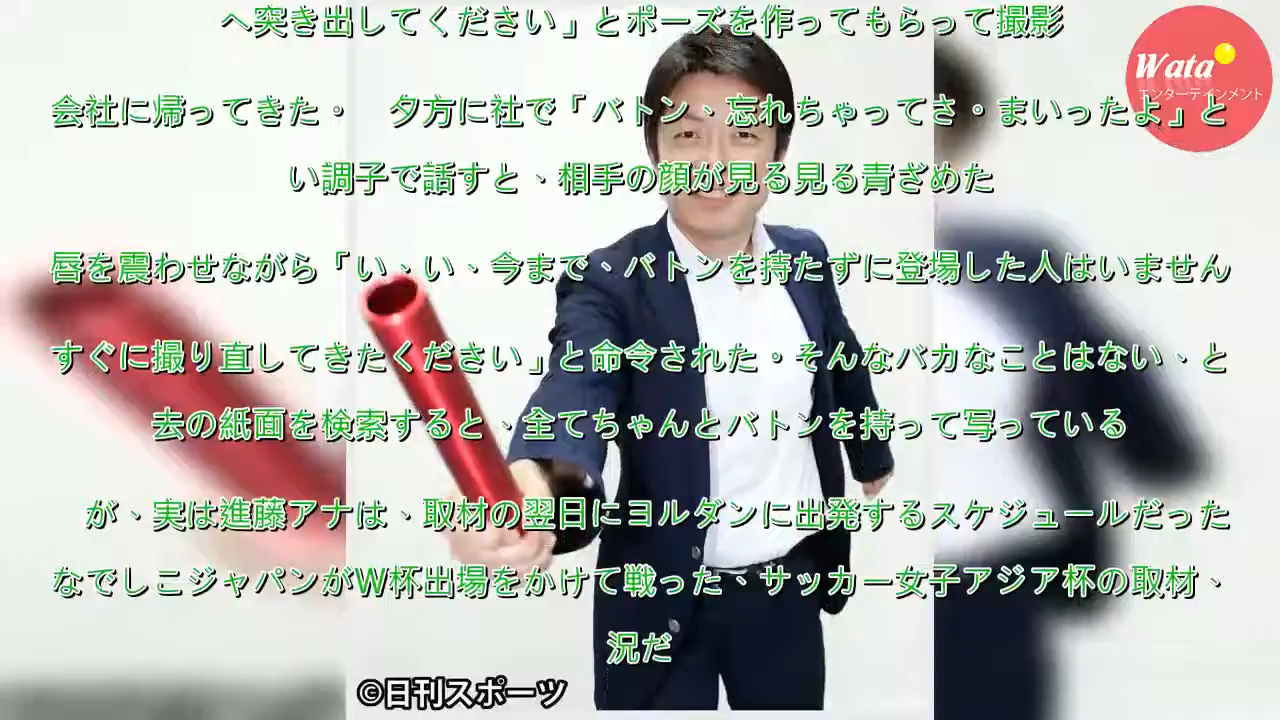 へ突き出してください」とポーズを作ってもらって撮影
Wata
エンターテインメント
会社に帰ってきた・　夕方に社で「バトン、忘れちゃってさ・まいったよ」と
い調子で話すと、相手の顔が見る見る青ざめた
唇を震わせながら「い、い、今まで、バトンを持たずに登場した人はいません
すぐに撮り直してきたください」と命令された・そんなバカなことはない、と
去の紙面を検索すると、全てちゃんとバトンを持って写っている
が、実は進藤アナは、取材の翌日にヨルダンに出発するスケジュールだった
なでしこジャパンがW杯出場をかけて戦った、サッカー女子アジア杯の取材、
況だ
©日刊スポーツ